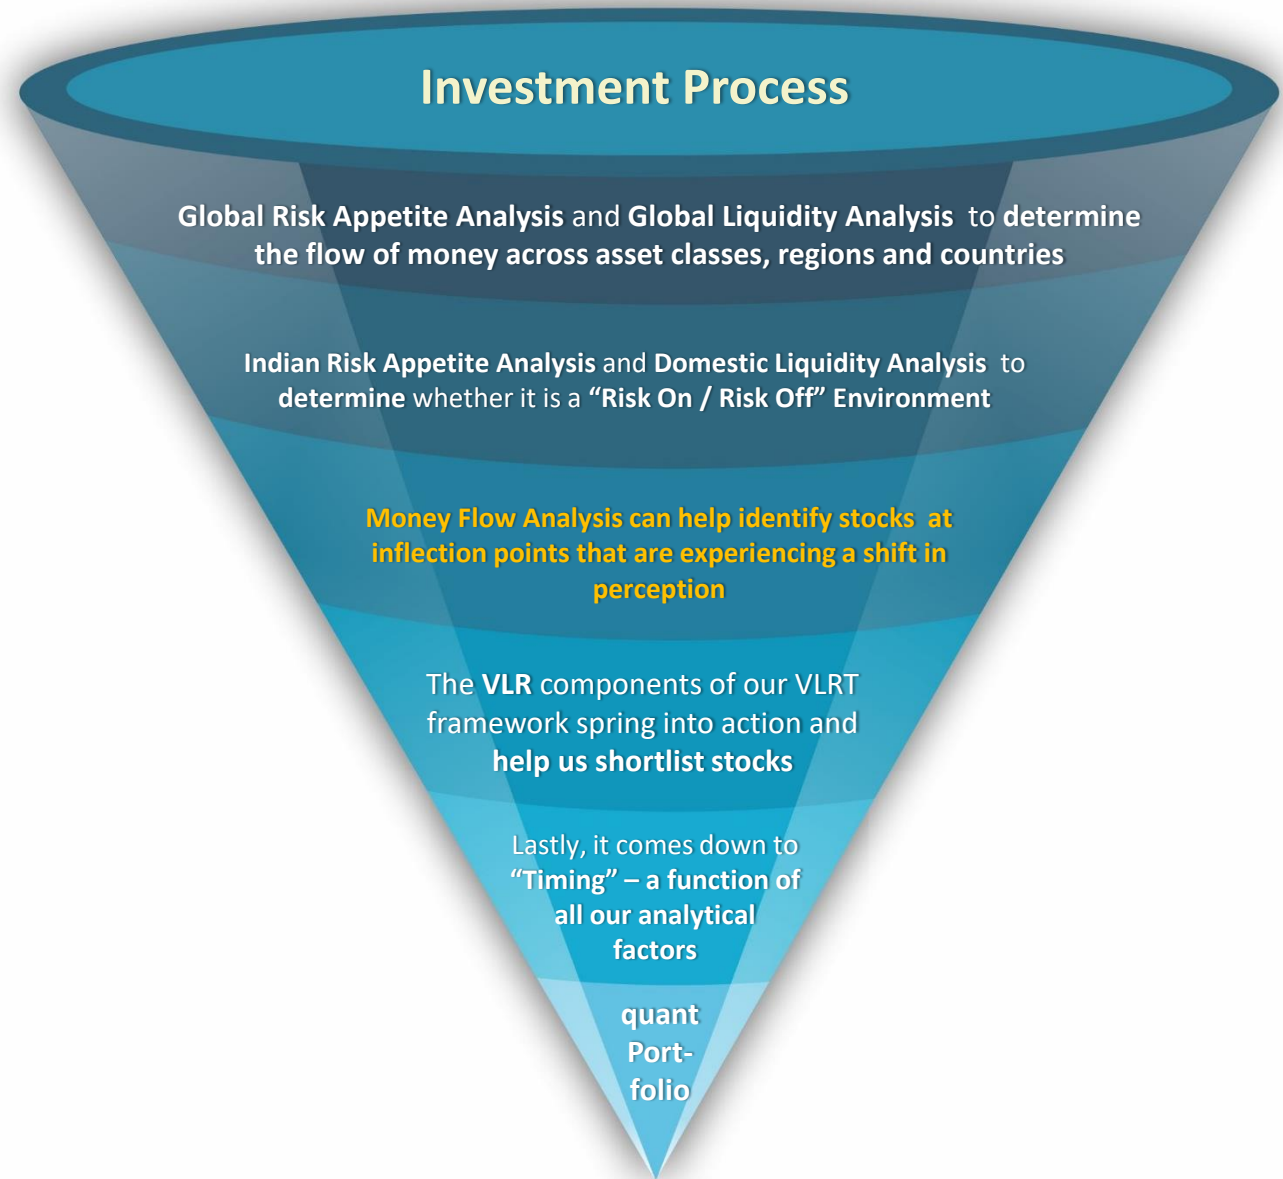 Investment Process
Global Risk Appetite Analysis and Global Liquidity Analysis to determine
the flow of money across asset classes, regions and countries
Indian Risk Appetite Analysis and Domestic Liquidity Analysis to
determine whether it is a “Risk On / Risk Off” Environment
Money Flow Analysis can help identify stocks at
inflection points that are experiencing a shift in
perception
The VLR components of our VLRT
framework spring into action and
help us shortlist stocks
Lastly, it comes down to
“Timing” – a function of
all our analytical
factors
quant
Port-
folio